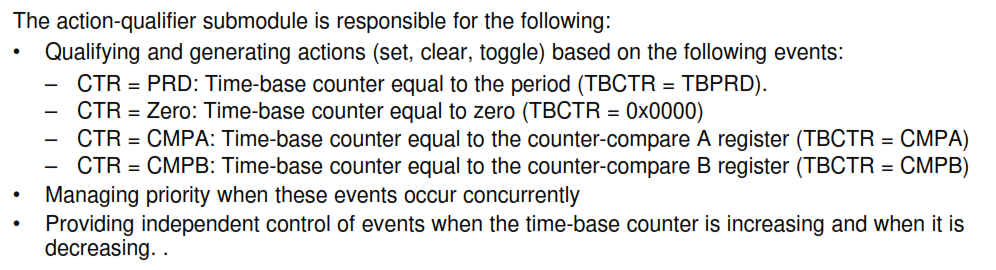 The action-qualifier submodule is responsible for the following:
• Qualifying and generating actions (set, clear, toggle) based on the following events:
– CTR = PRD: Time-base counter equal to the period (TBCTR = TBPRD).
– CTR = Zero: Time-base counter equal to zero (TBCTR = 0x0000)
– CTR = CMPA: Time-base counter equal to the counter-compare A register (TBCTR = CMPA)
– CTR = CMPB: Time-base counter equal to the counter-compare B register (TBCTR = CMPB)
• Managing priority when these events occur concurrently
• Providing independent control of events when the time-base counter is increasing and when it is
decreasing. .